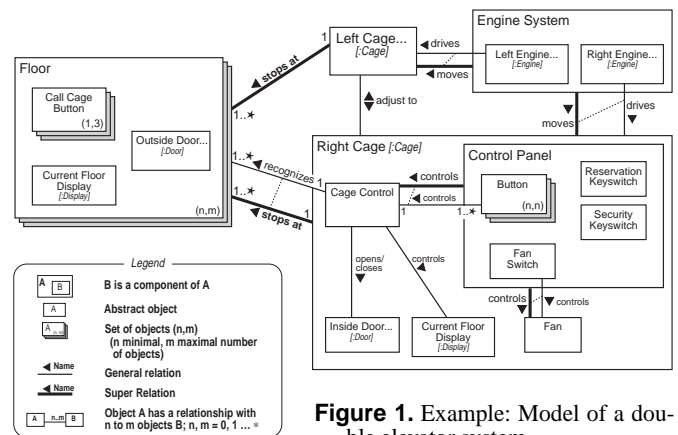 Engine System
Left Engine...
[:Engine]
Right Engine...
[:Engine]
Left Cage...
[:Cage]
1
drives
moves
stops at
1..*
Floor
Call Cage
Button
(1,3)
Outside Door...
[:Door]
Current Floor
Display
[:Display]
(n,m)
adjust to
moves
drives
1..*
recognizes
1
1..*
stops at
1
Right Cage [:Cage]
Cage Control
controls
controls
1
1..*
Control Panel
Button
(n,n)
Reservation
Keyswitch
Security
Keyswitch
Fan
Switch
opens/
closes
controls
controls
controls
Inside Door...
[:Door]
Current Floor
Display
[:Display]
Fan
Legend
A
B
B is a component of A
A
Abstract object
A
Set of objects (n,m)
(n minimal, m maximal number
of objects)
Name
General relation
Name
Super Relation
A n..m B
Object A has a relationship with
n to m objects B; n, m = 0, 1 ... *
Figure 1. Example: Model of a dou-